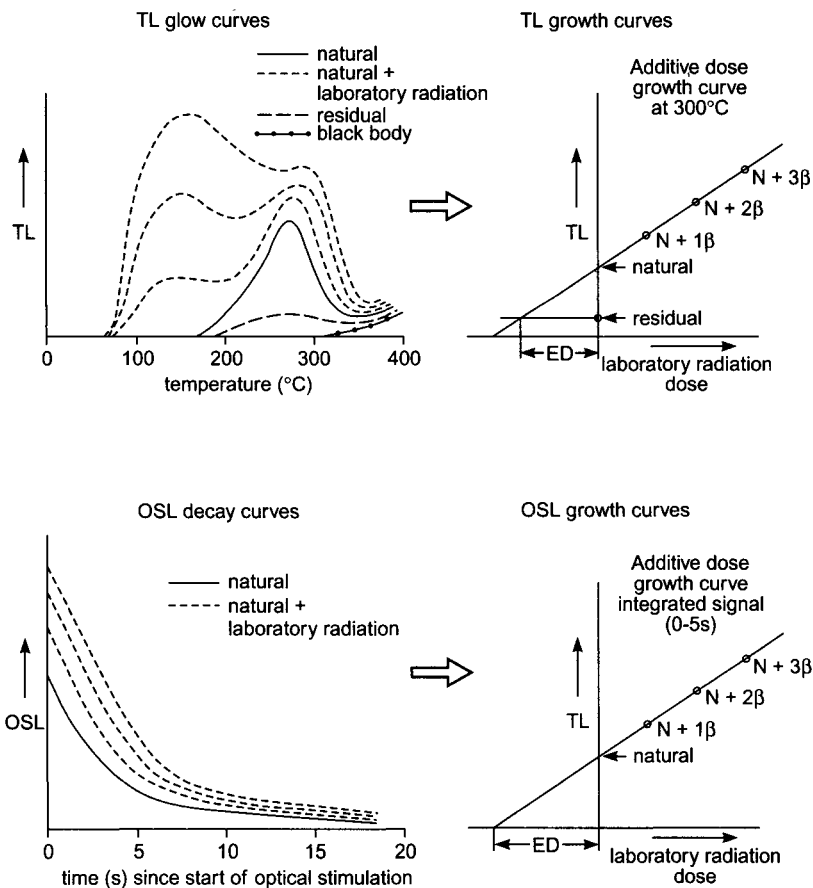 TL glow curves
natural
natural +
laboratory radiation
residual
black body
TL
0
100
200
300
400
temperature (°C)
TL growth curves
Additive dose
growth curve
at 300°C
TL
N + 3β
N + 2β
N + 1β
natural
residual
ED
laboratory radiation
dose
OSL decay curves
natural
natural +
laboratory radiation
OSL
0
5
10
15
20
time (s) since start of optical stimulation
OSL growth curves
Additive dose
growth curve
integrated signal
(0-5s)
TL
N + 3β
N + 2β
N + 1β
natural
ED
laboratory radiation
dose